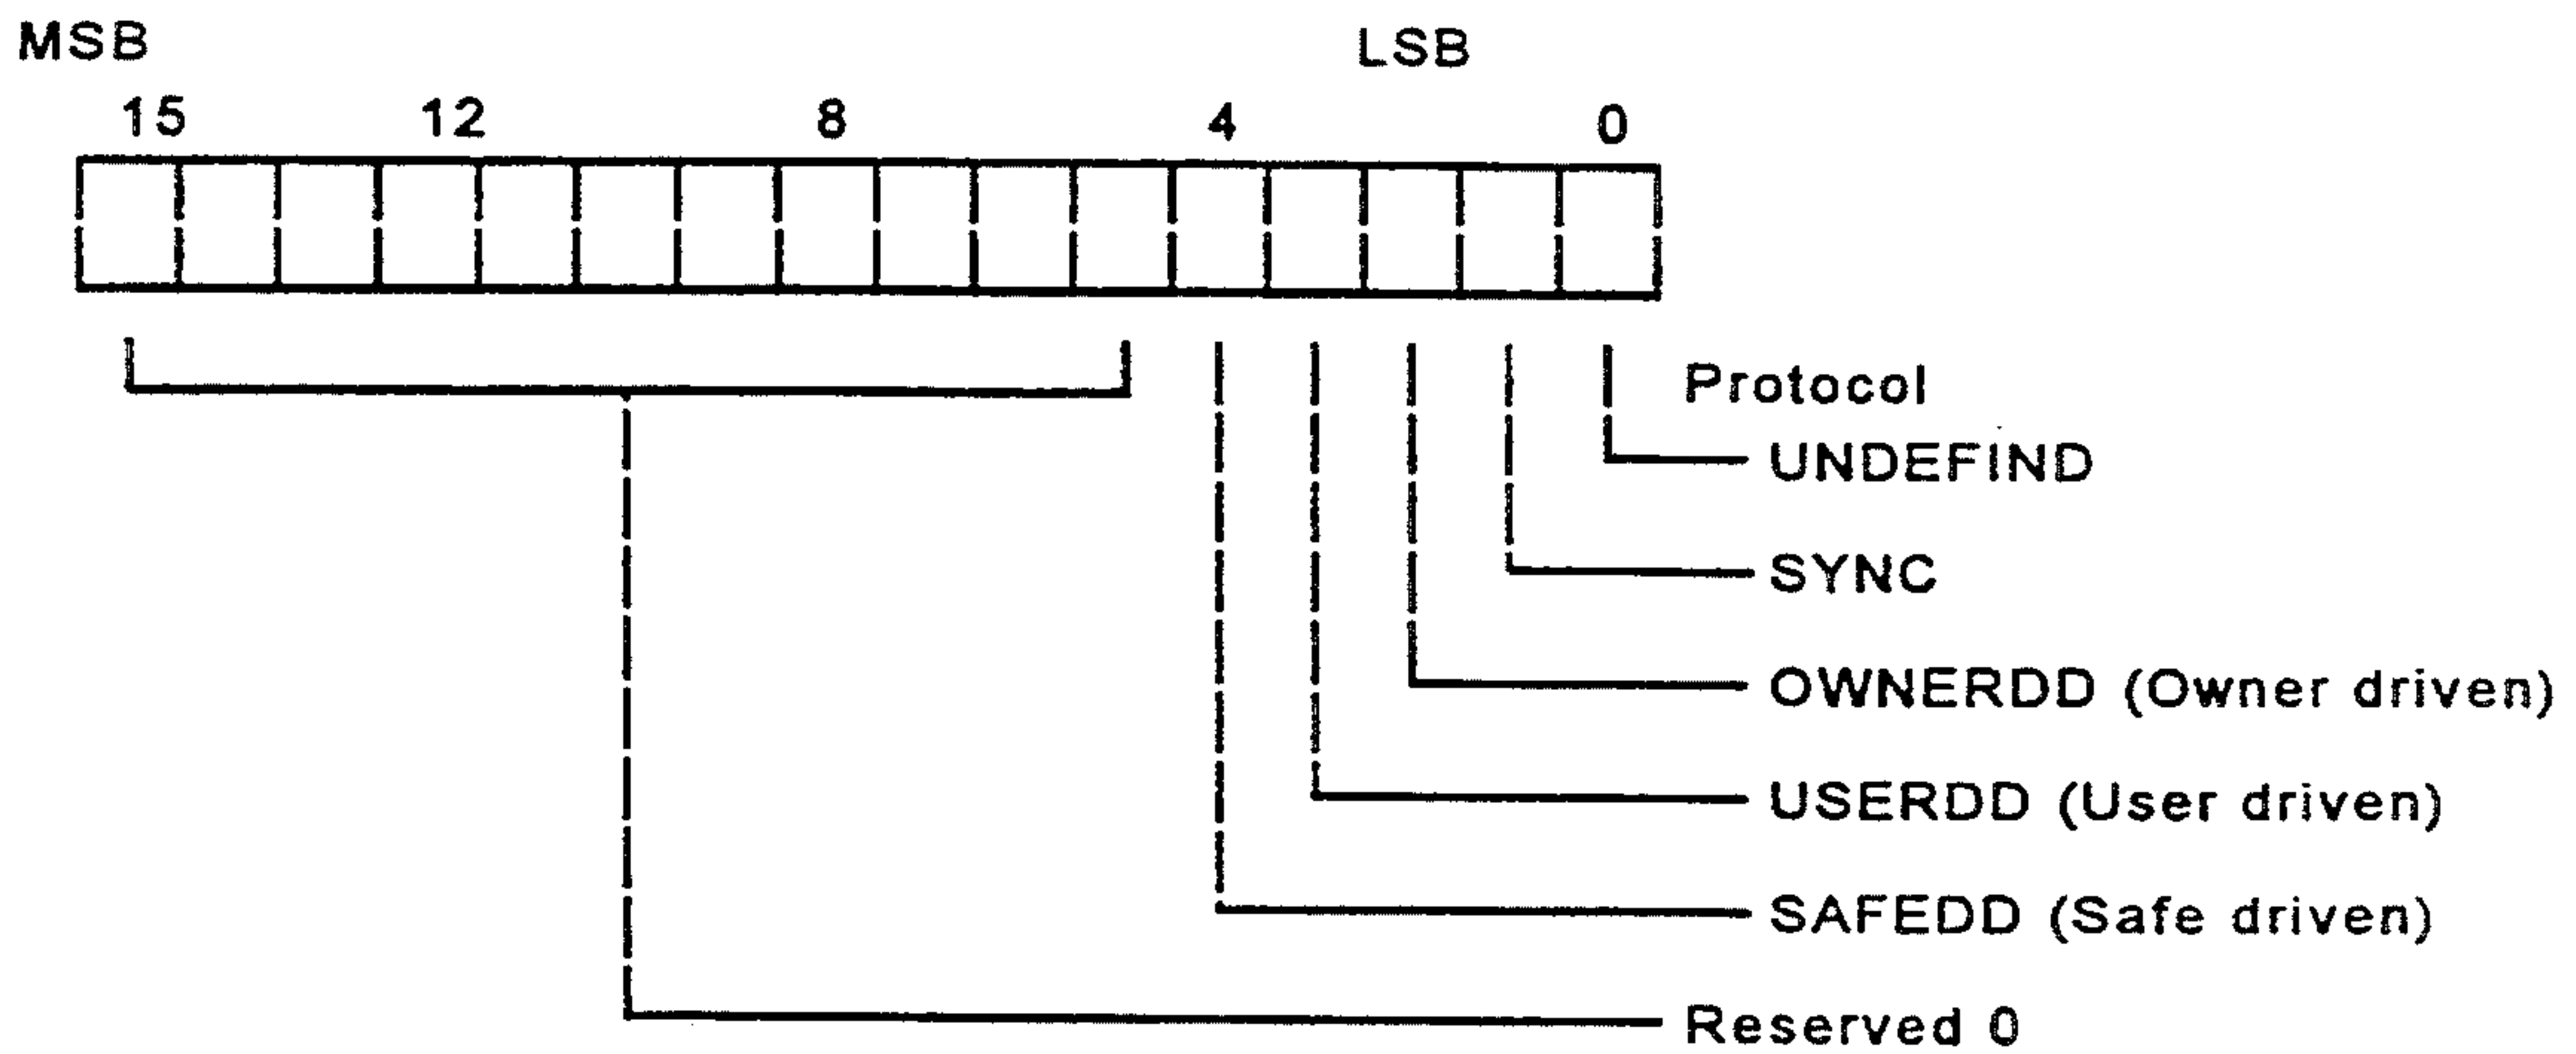 MSB LSB
15 12 8 4 0
Protocol
UNDEFIND
SYNC
OWNERDD (Owner driven)
USERDD (User driven)
SAFEDD (Safe driven)
Reserved 0